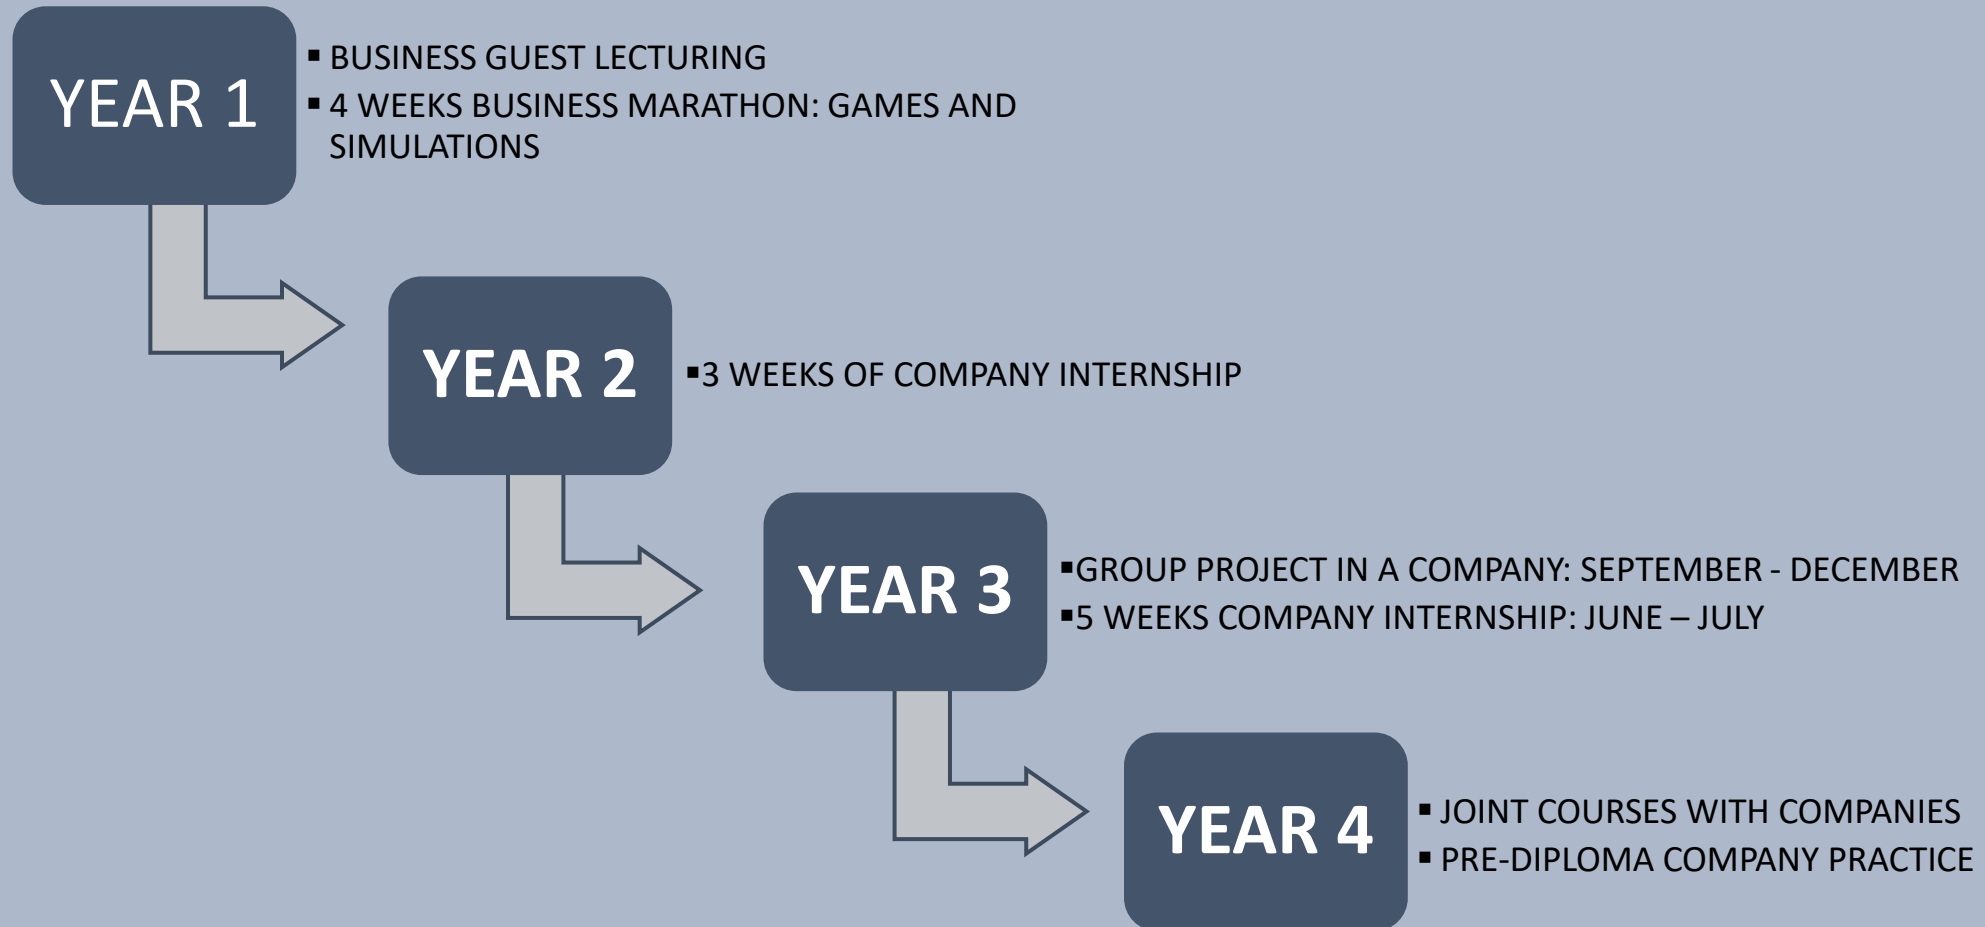 YEAR 1
▪ BUSINESS GUEST LECTURING
▪ 4 WEEKS BUSINESS MARATHON: GAMES AND
SIMULATIONS
YEAR 2
▪3 WEEKS OF COMPANY INTERNSHIP
YEAR 3
▪GROUP PROJECT IN A COMPANY: SEPTEMBER - DECEMBER
▪5 WEEKS COMPANY INTERNSHIP: JUNE – JULY
YEAR 4
▪ JOINT COURSES WITH COMPANIES
▪ PRE-DIPLOMA COMPANY PRACTICE